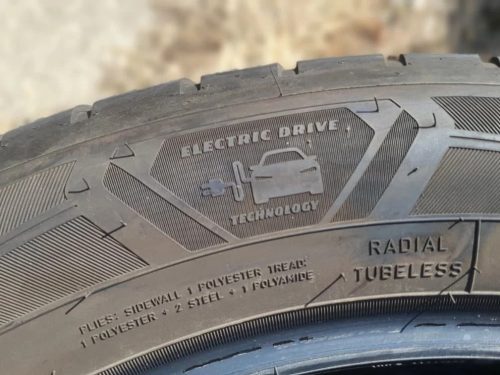 ELECTRIC DRIVE
TECHNOLOGY
RADIAL
TUBELESS
PLIES: SIDEWALL 1 POLYESTER TREAD:
1 POLYESTER + 2 STEEL + 1 POLYAMIDE